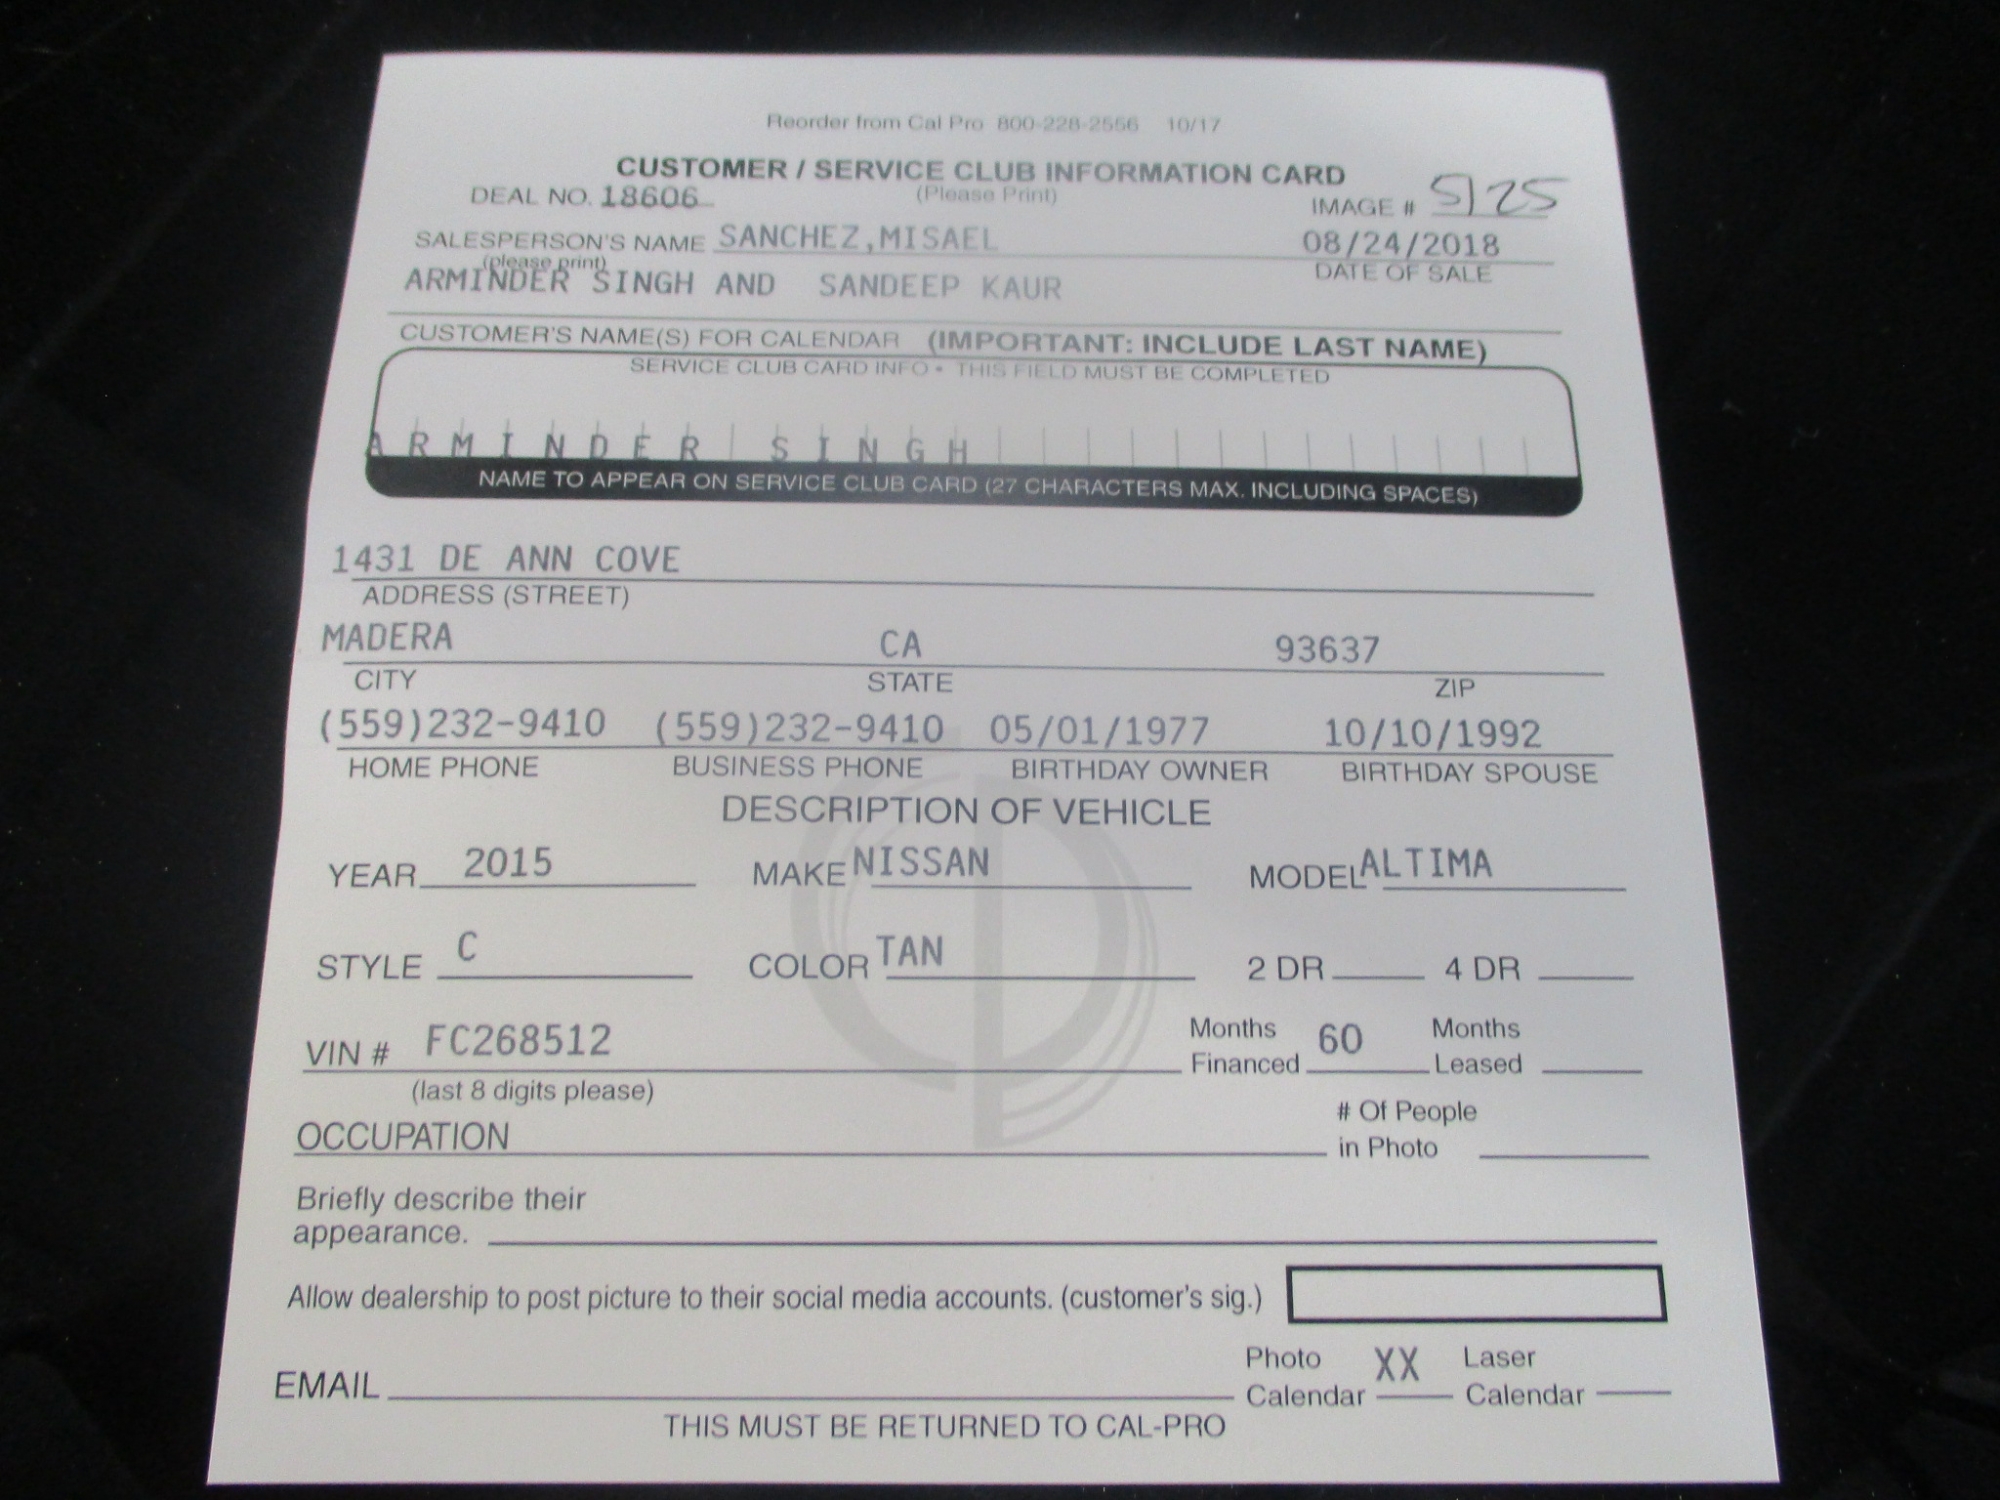 Reorder from Cal Pro 800-228-2556 10/17
CUSTOMER / SERVICE CLUB INFORMATION CARD
DEAL NO. 18606 (Please Print) IMAGE # 5125
SALESPERSON'S NAME SANCHEZ,MISAEL 08/24/2018
(please print) DATE OF SALE
ARMINDER SINGH AND SANDEEP KAUR
CUSTOMER'S NAME(S) FOR CALENDAR (IMPORTANT: INCLUDE LAST NAME)
SERVICE CLUB CARD INFO • THIS FIELD MUST BE COMPLETED
ARMINDER SINGH
NAME TO APPEAR ON SERVICE CLUB CARD (27 CHARACTERS MAX. INCLUDING SPACES)
1431 DE ANN COVE
ADDRESS (STREET)
MADERA CA 93637
CITY STATE ZIP
(559)232-9410 (559)232-9410 05/01/1977 10/10/1992
HOME PHONE BUSINESS PHONE BIRTHDAY OWNER BIRTHDAY SPOUSE
DESCRIPTION OF VEHICLE
YEAR 2015 MAKE NISSAN MODEL ALTIMA
STYLE C COLOR TAN 2 DR 4 DR
VIN # FC268512 Months Financed 60 Months Leased
(last 8 digits please)
OCCUPATION # Of People in Photo
Briefly describe their
appearance.
Allow dealership to post picture to their social media accounts. (customer's sig.)
EMAIL Photo Calendar XX Laser Calendar
THIS MUST BE RETURNED TO CAL-PRO